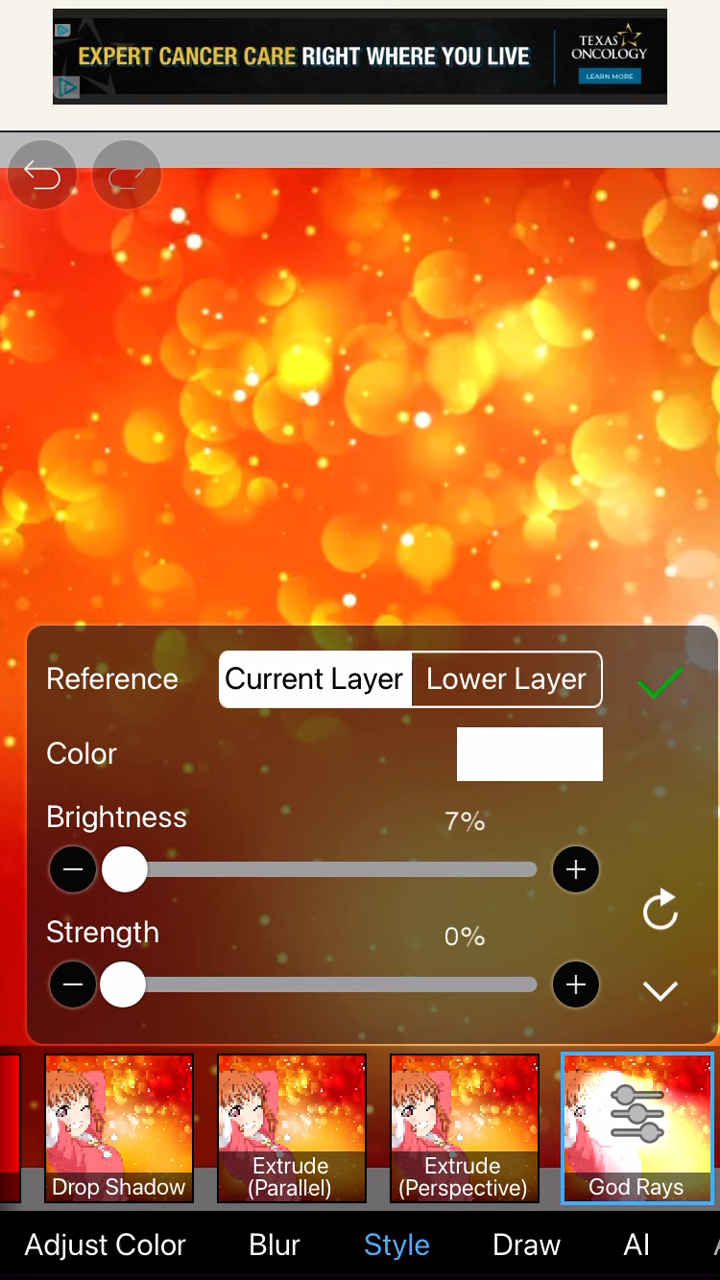 EXPERT CANCER CARE RIGHT WHERE YOU LIVE
TEXAS
ONCOLOGY
LEARN MORE
Reference
Current Layer
Lower Layer
Color
Brightness
7%
Strength
0%
Drop Shadow
Extrude
(Parallel)
Extrude
(Perspective)
God Rays
Adjust Color
Blur
Style
Draw
AI